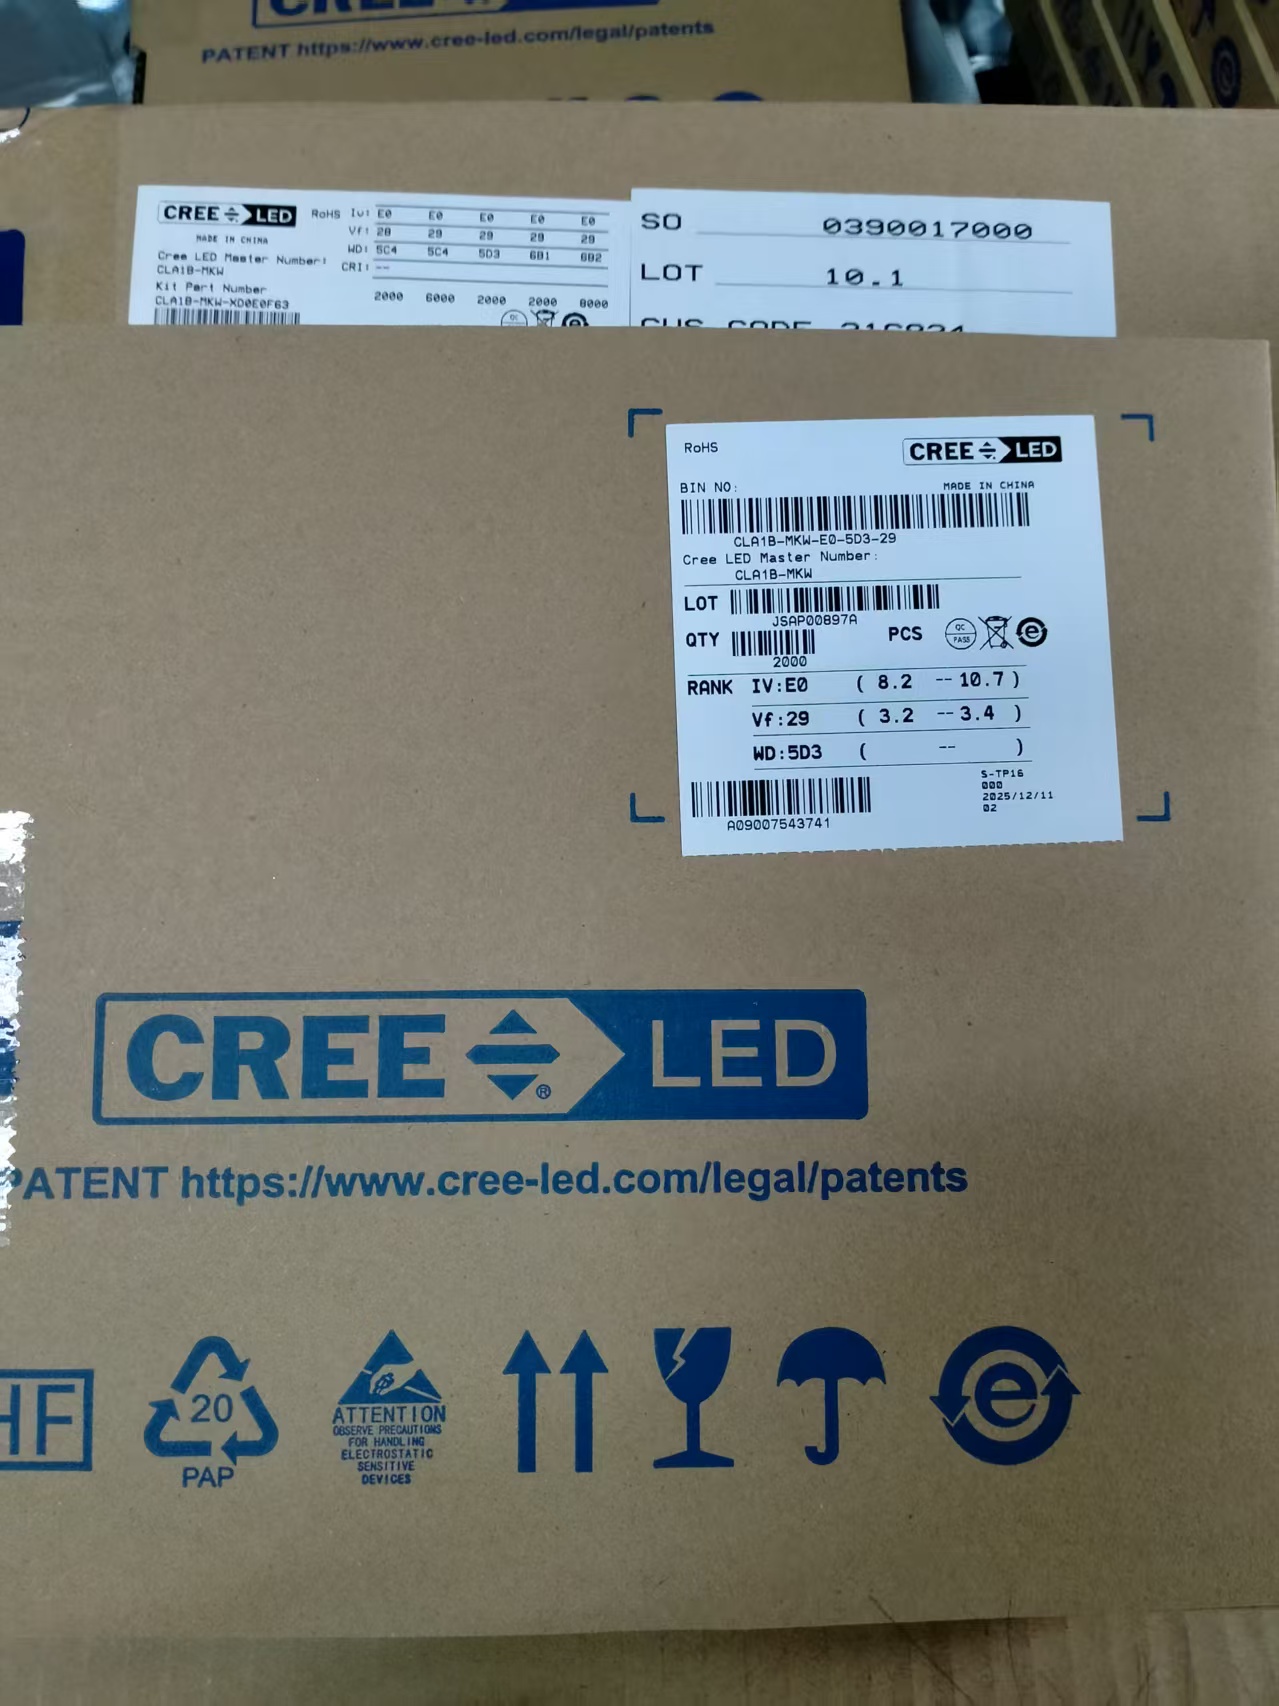 CREE
PATENT https://www.cree-led.com/legal/patents
CREE LED
MADE IN CHINA
Cree LED Master Number:
CLA1B-MKW
Kit Part Number
CLA1B-MKW-XD0E0F63
RoHS Iv: E0 E0 E0 E0 E0
Vf: 28 29 29 29 29
WD: 5C4 5C4 5D3 6B1 6B2
CRI: --
2000 6000 2000 2000 8000
SO 0390017000
LOT 10.1
CUS CODE
RoHS CREE LED
BIN NO: MADE IN CHINA
CLA1B-MKW-E0-5D3-29
Cree LED Master Number:
CLA1B-MKW
LOT
JSAP00897A
QTY PCS QC PASS e
2000
RANK IV:E0 ( 8.2 -- 10.7 )
Vf:29 ( 3.2 -- 3.4 )
WD:5D3 ( -- )
S-TP16
000
2025/12/11
02
A09007543741
CREE ® LED
PATENT https://www.cree-led.com/legal/patents
HF
20
PAP
ATTENTION
OBSERVE PRECAUTIONS
FOR HANDLING
ELECTROSTATIC
SENSITIVE
DEVICES
e